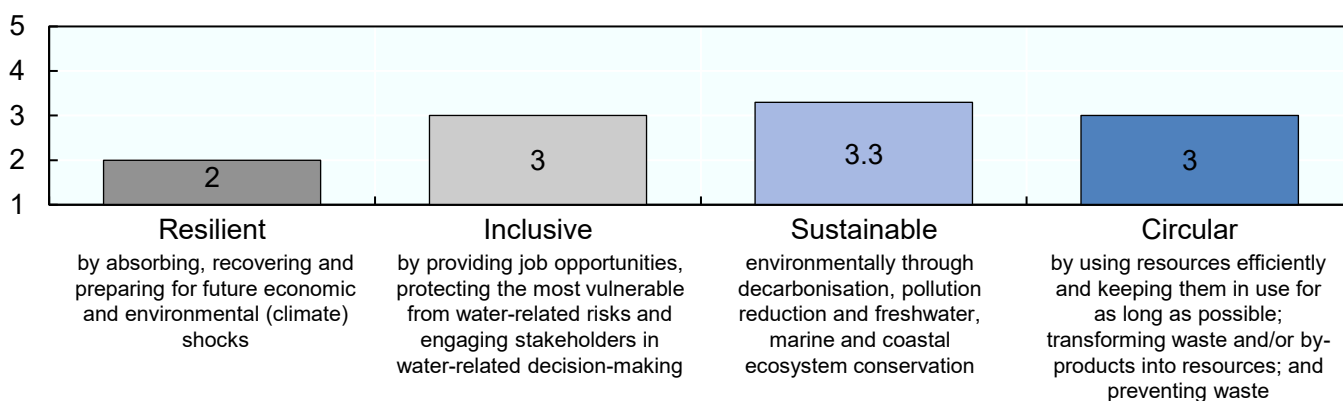 5
4
3
2
1
2
3
3.3
3
Resilient
by absorbing, recovering and
preparing for future economic
and environmental (climate)
shocks
Inclusive
by providing job opportunities,
protecting the most vulnerable
from water-related risks and
engaging stakeholders in
water-related decision-making
Sustainable
environmentally through
decarbonisation, pollution
reduction and freshwater,
marine and coastal
ecosystem conservation
Circular
by using resources efficiently
and keeping them in use for
as long as possible;
transforming waste and/or by-
products into resources; and
preventing waste